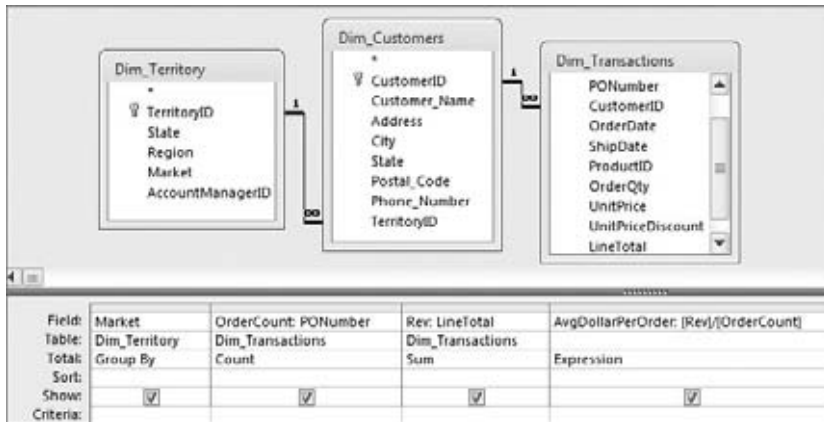 Dim_Territory
*
TerritoryID
State
Region
Market
AccountManagerID
1
∞
Dim_Customers
*
CustomerID
Customer_Name
Address
City
State
Postal_Code
Phone_Number
TerritoryID
1
∞
Dim_Transactions
PONumber
CustomerID
OrderDate
ShipDate
ProductID
OrderQty
UnitPrice
UnitPriceDiscount
LineTotal
Field: Market OrderCount: PONumber Rev: LineTotal AvgDollarPerOrder: [Rev]/[OrderCount]
Table: Dim_Territory Dim_Transactions Dim_Transactions
Total: Group By Count Sum Expression
Sort:
Show:
Criteria: